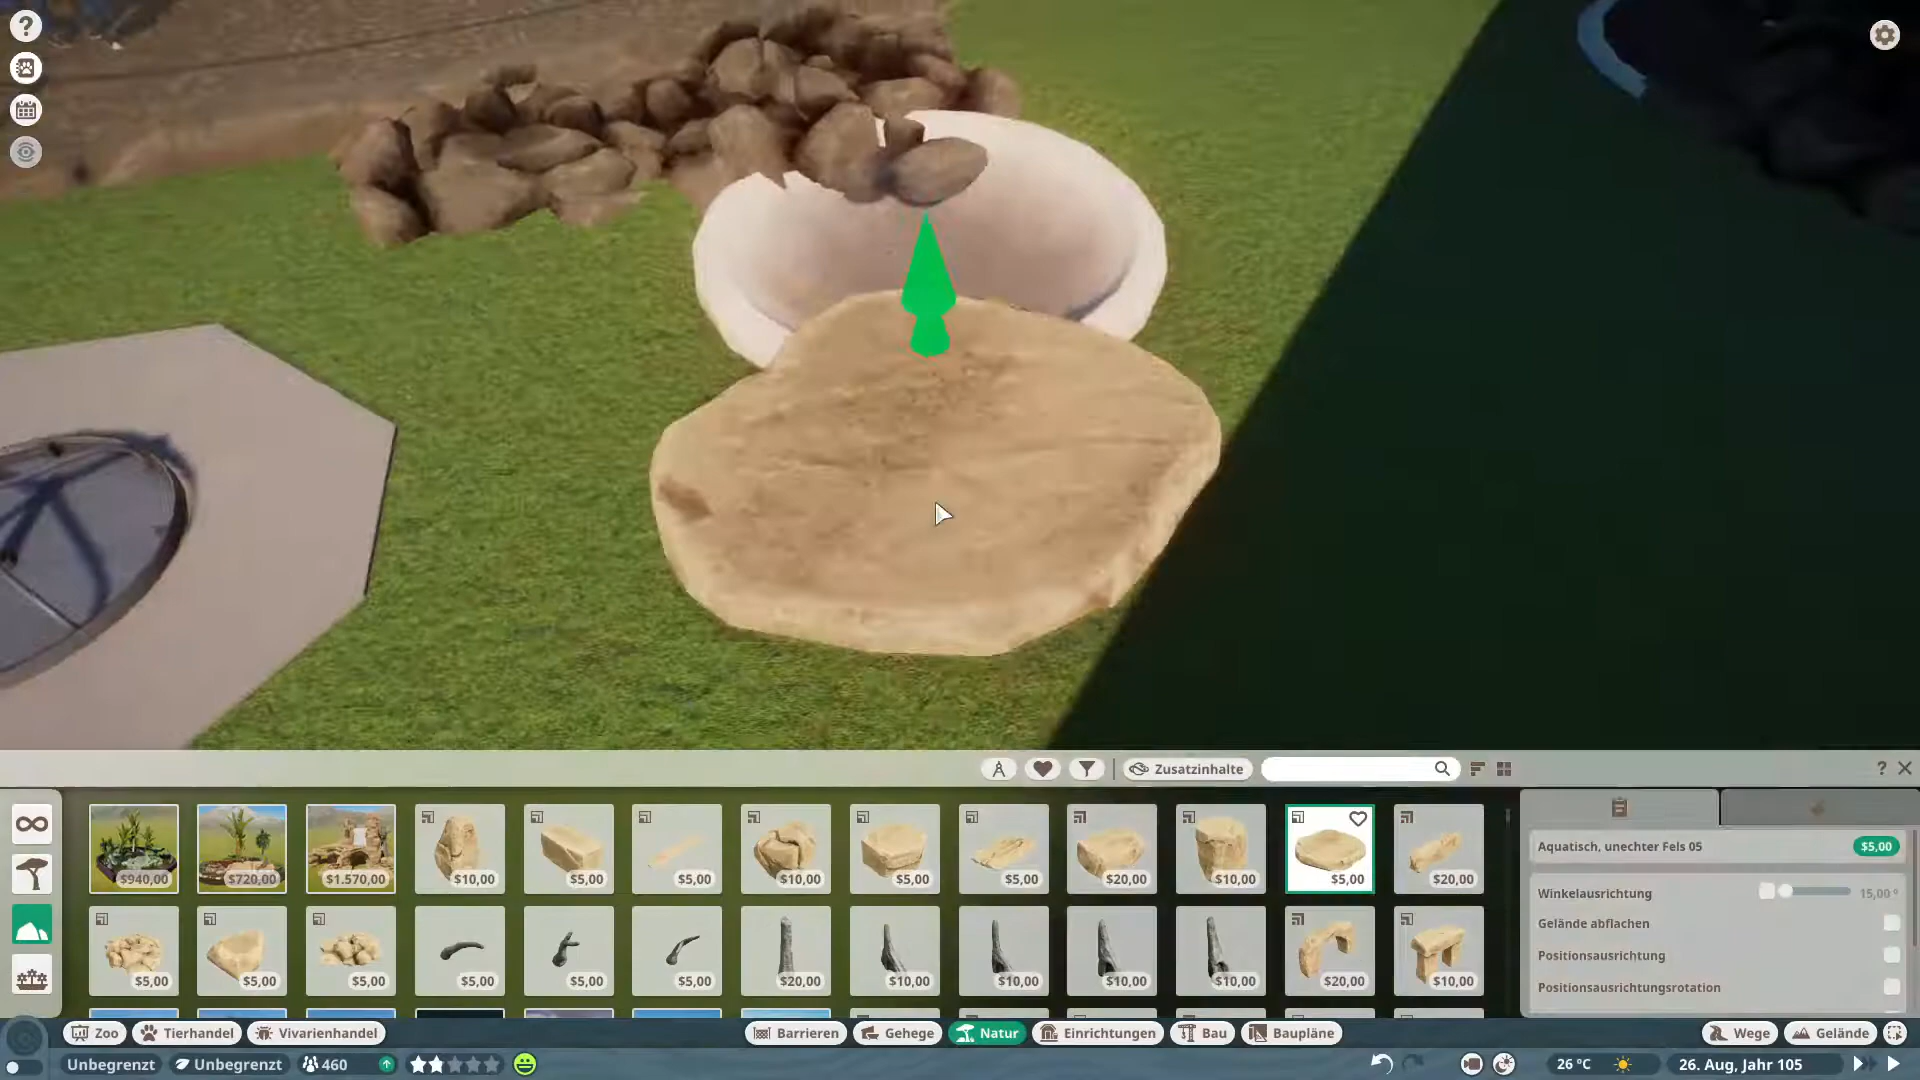 Zusatzinhalte
$940,00
$720,00
$1.570,00
$10,00
$5,00
$5,00
$10,00
$5,00
$5,00
$20,00
$10,00
$5,00
$20,00
$5,00
$5,00
$5,00
$5,00
$5,00
$5,00
$20,00
$10,00
$10,00
$10,00
$10,00
$20,00
$10,00
Aquatisch, unechter Fels 05
$5,00
Winkelausrichtung
15,00 °
Gelände abflachen
Positionsausrichtung
Positionsausrichtungsrotation
Zoo
Tierhandel
Vivarienhandel
Barrieren
Gehege
Natur
Einrichtungen
Bau
Baupläne
Wege
Gelände
Unbegrenzt
Unbegrenzt
460
26 °C
26. Aug, Jahr 105